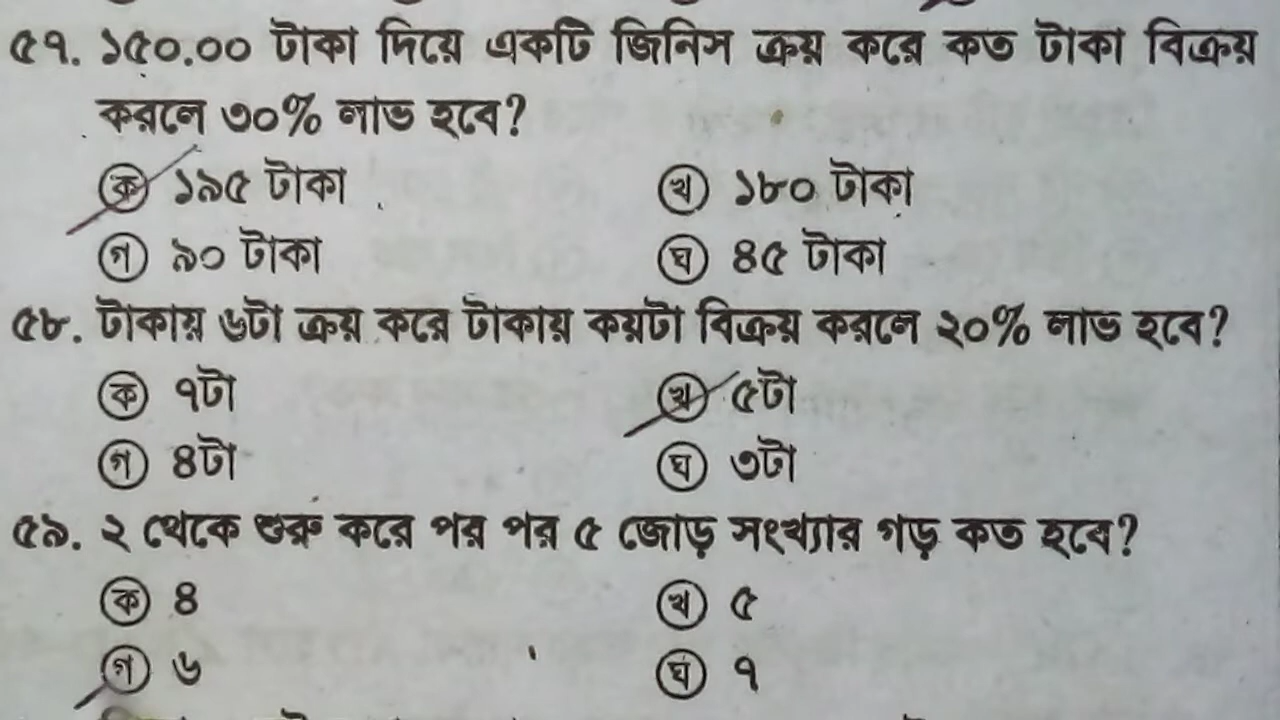 ৫৭. ১৫০.০০ টাকা দিয়ে একটি জিনিস ক্রয় করে কত টাকা বিক্রয়
করলে ৩০% লাভ হবে?
ক ১৯৫ টাকা খ ১৮০ টাকা
গ ৯০ টাকা ঘ ৪৫ টাকা
৫৮. টাকায় ৬টা ক্রয় করে টাকায় কয়টা বিক্রয় করলে ২০% লাভ হবে?
ক ৭টা খ ৫টা
গ ৪টা ঘ ৩টা
৫৯. ২ থেকে শুরু করে পর পর ৫ জোড় সংখ্যার গড় কত হবে?
ক ৪ খ ৫
গ ৬ ঘ ৭